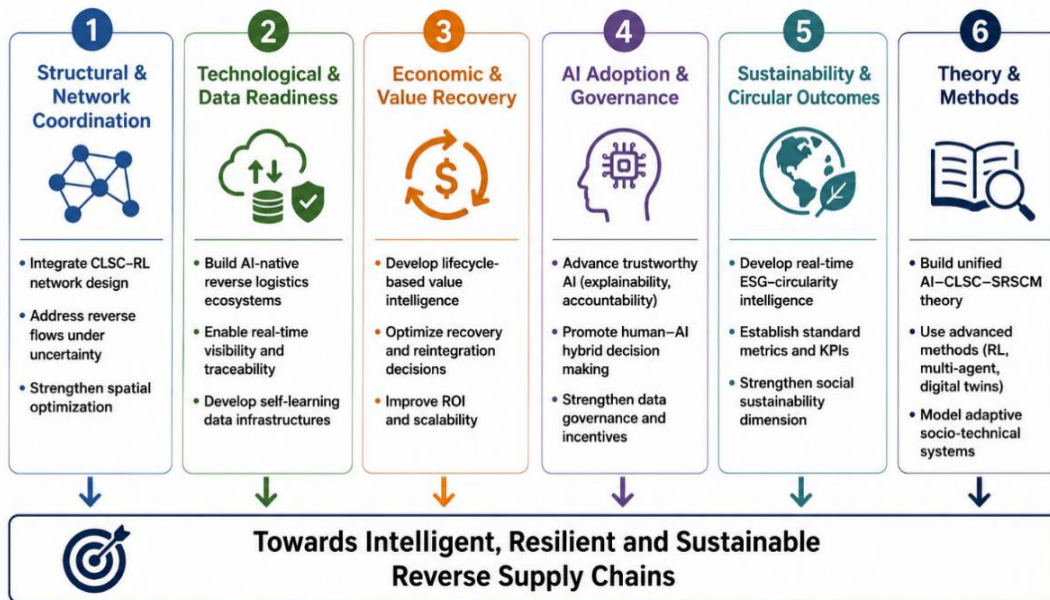 1
Structural &
Network
Coordination
• Integrate CLSC–RL
network design
• Address reverse
flows under
uncertainty
• Strengthen spatial
optimization
2
Technological &
Data Readiness
• Build AI-native
reverse logistics
ecosystems
• Enable real-time
visibility and
traceability
• Develop self-learning
data infrastructures
3
Economic &
Value Recovery
$
• Develop lifecycle-
based value
intelligence
• Optimize recovery
and reintegration
decisions
• Improve ROI
and scalability
4
AI Adoption &
Governance
• Advance trustworthy
AI (explainability,
accountability)
• Promote human–AI
hybrid decision
making
• Strengthen data
governance and
incentives
5
Sustainability &
Circular Outcomes
• Develop real-time
ESG–circularity
intelligence
• Establish standard
metrics and KPIs
• Strengthen social
sustainability
dimension
6
Theory &
Methods
• Build unified
AI–CLSC–SRSCM
theory
• Use advanced
methods (RL,
multi-agent,
digital twins)
• Model adaptive
socio-technical
systems
Towards Intelligent, Resilient and Sustainable
Reverse Supply Chains